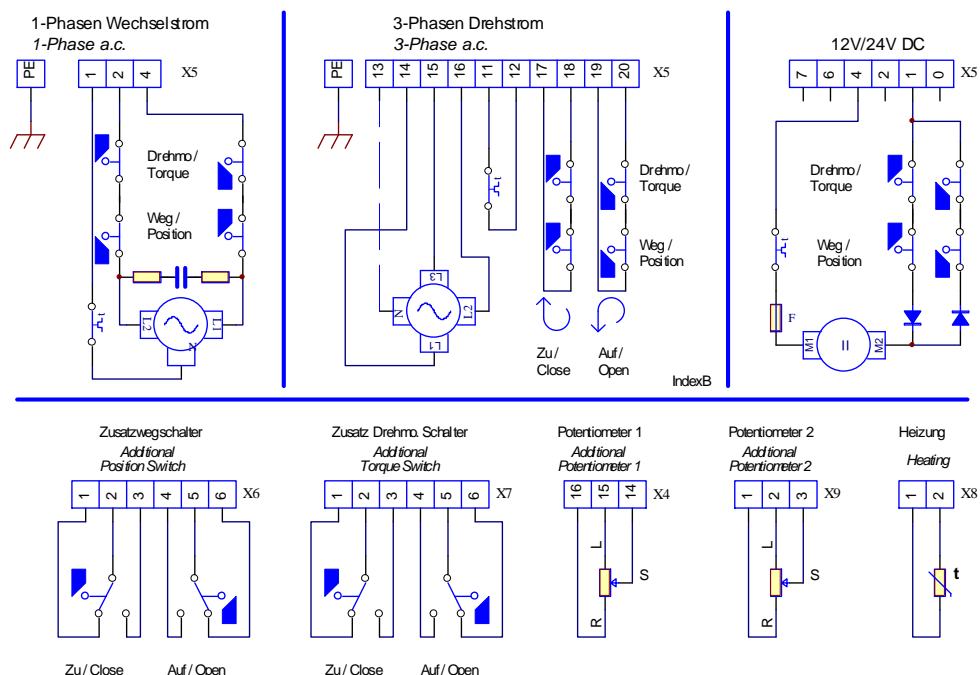 1-Phasen Wechselstrom
1-Phase a.c.
PE
1 2 4 X5
Drehmo /
Torque
Weg /
Position
L2 L1
N
3-Phasen Drehstrom
3-Phase a.c.
PE
13 14 15 16 11 12 17 18 19 20 X5
Drehmo /
Torque
Weg /
Position
L3
N L2
L1
Zu /
Close
Auf /
Open
IndexB
12V/24V DC
7 6 4 2 1 0 X5
Drehmo /
Torque
Weg /
Position
F
M1 II M2
Zusatzwegschalter
Additional
Position Switch
1 2 3 4 5 6 X6
Zu / Close Auf / Open
Zusatz Drehmo. Schalter
Additional
Torque Switch
1 2 3 4 5 6 X7
Zu / Close Auf / Open
Potentiometer 1
Additional
Potentiometer 1
16 15 14 X4
L
S
R
Potentiometer 2
Additional
Potentiometer 2
1 2 3 X9
L
S
R
Heizung
Heating
1 2 X8
t